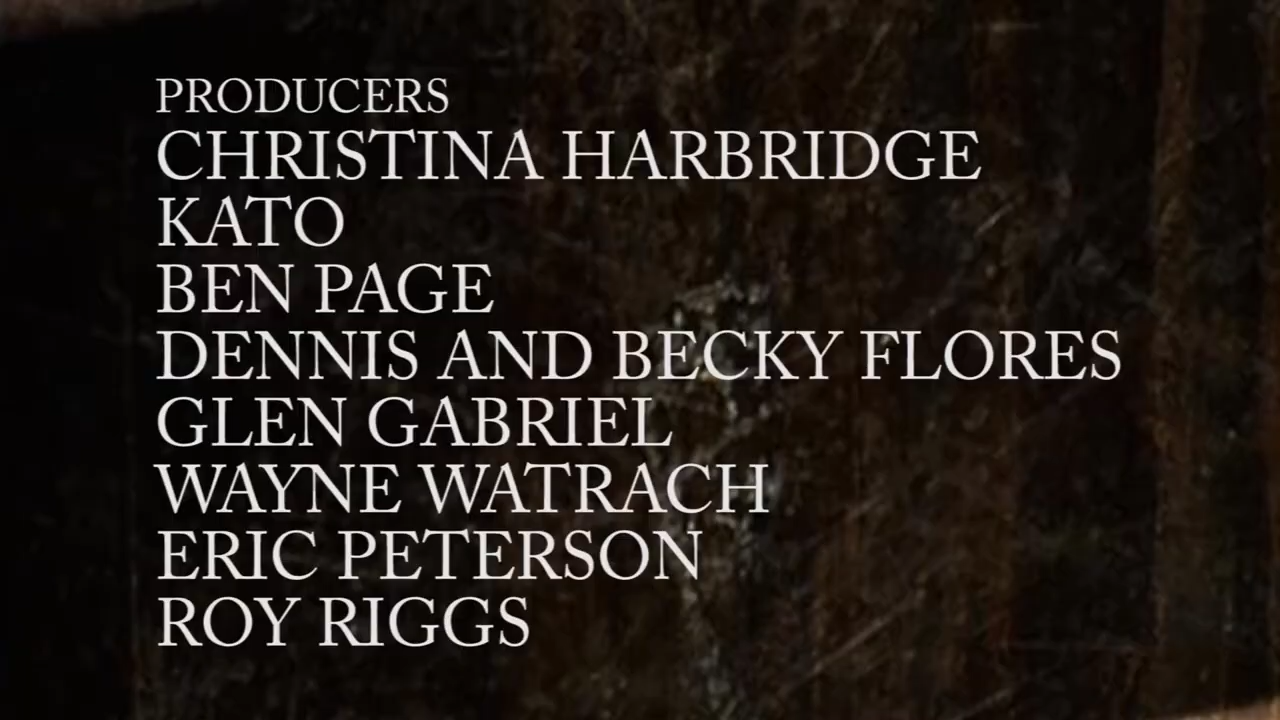 PRODUCERS
CHRISTINA HARBRIDGE
KATO
BEN PAGE
DENNIS AND BECKY FLORES
GLEN GABRIEL
WAYNE WATRACH
ERIC PETERSON
ROY RIGGS